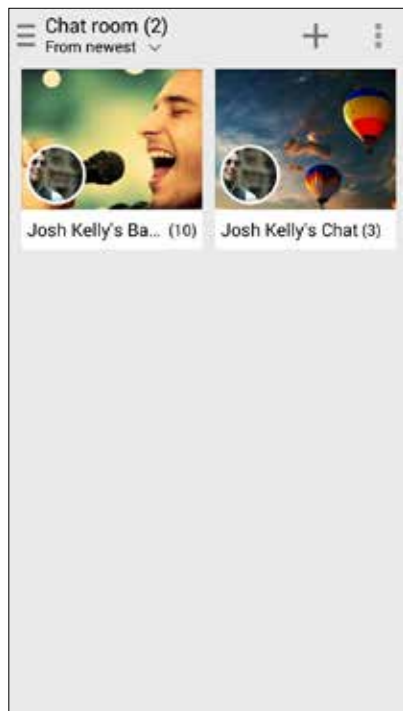 Chat room (2)
From newest
Josh Kelly's Ba... (10)
Josh Kelly's Chat (3)